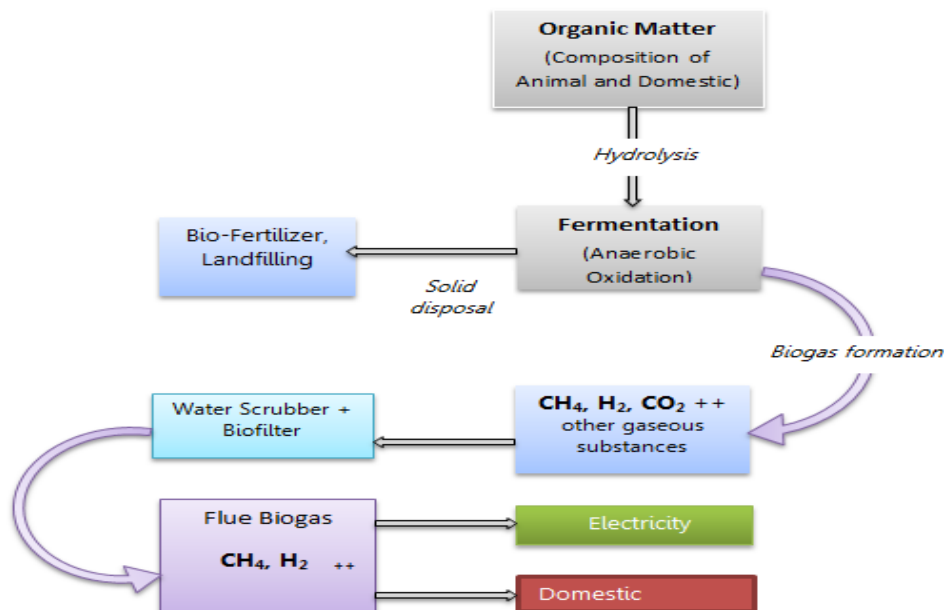 Organic Matter
(Composition of
Animal and Domestic)
Hydrolysis
Fermentation
(Anaerobic
Oxidation)
Bio-Fertilizer,
Landfilling
Solid
disposal
Biogas formation
CH₄, H₂, CO₂ ++
other gaseous
substances
Water Scrubber +
Biofilter
Flue Biogas
CH₄, H₂ ++
Electricity
Domestic